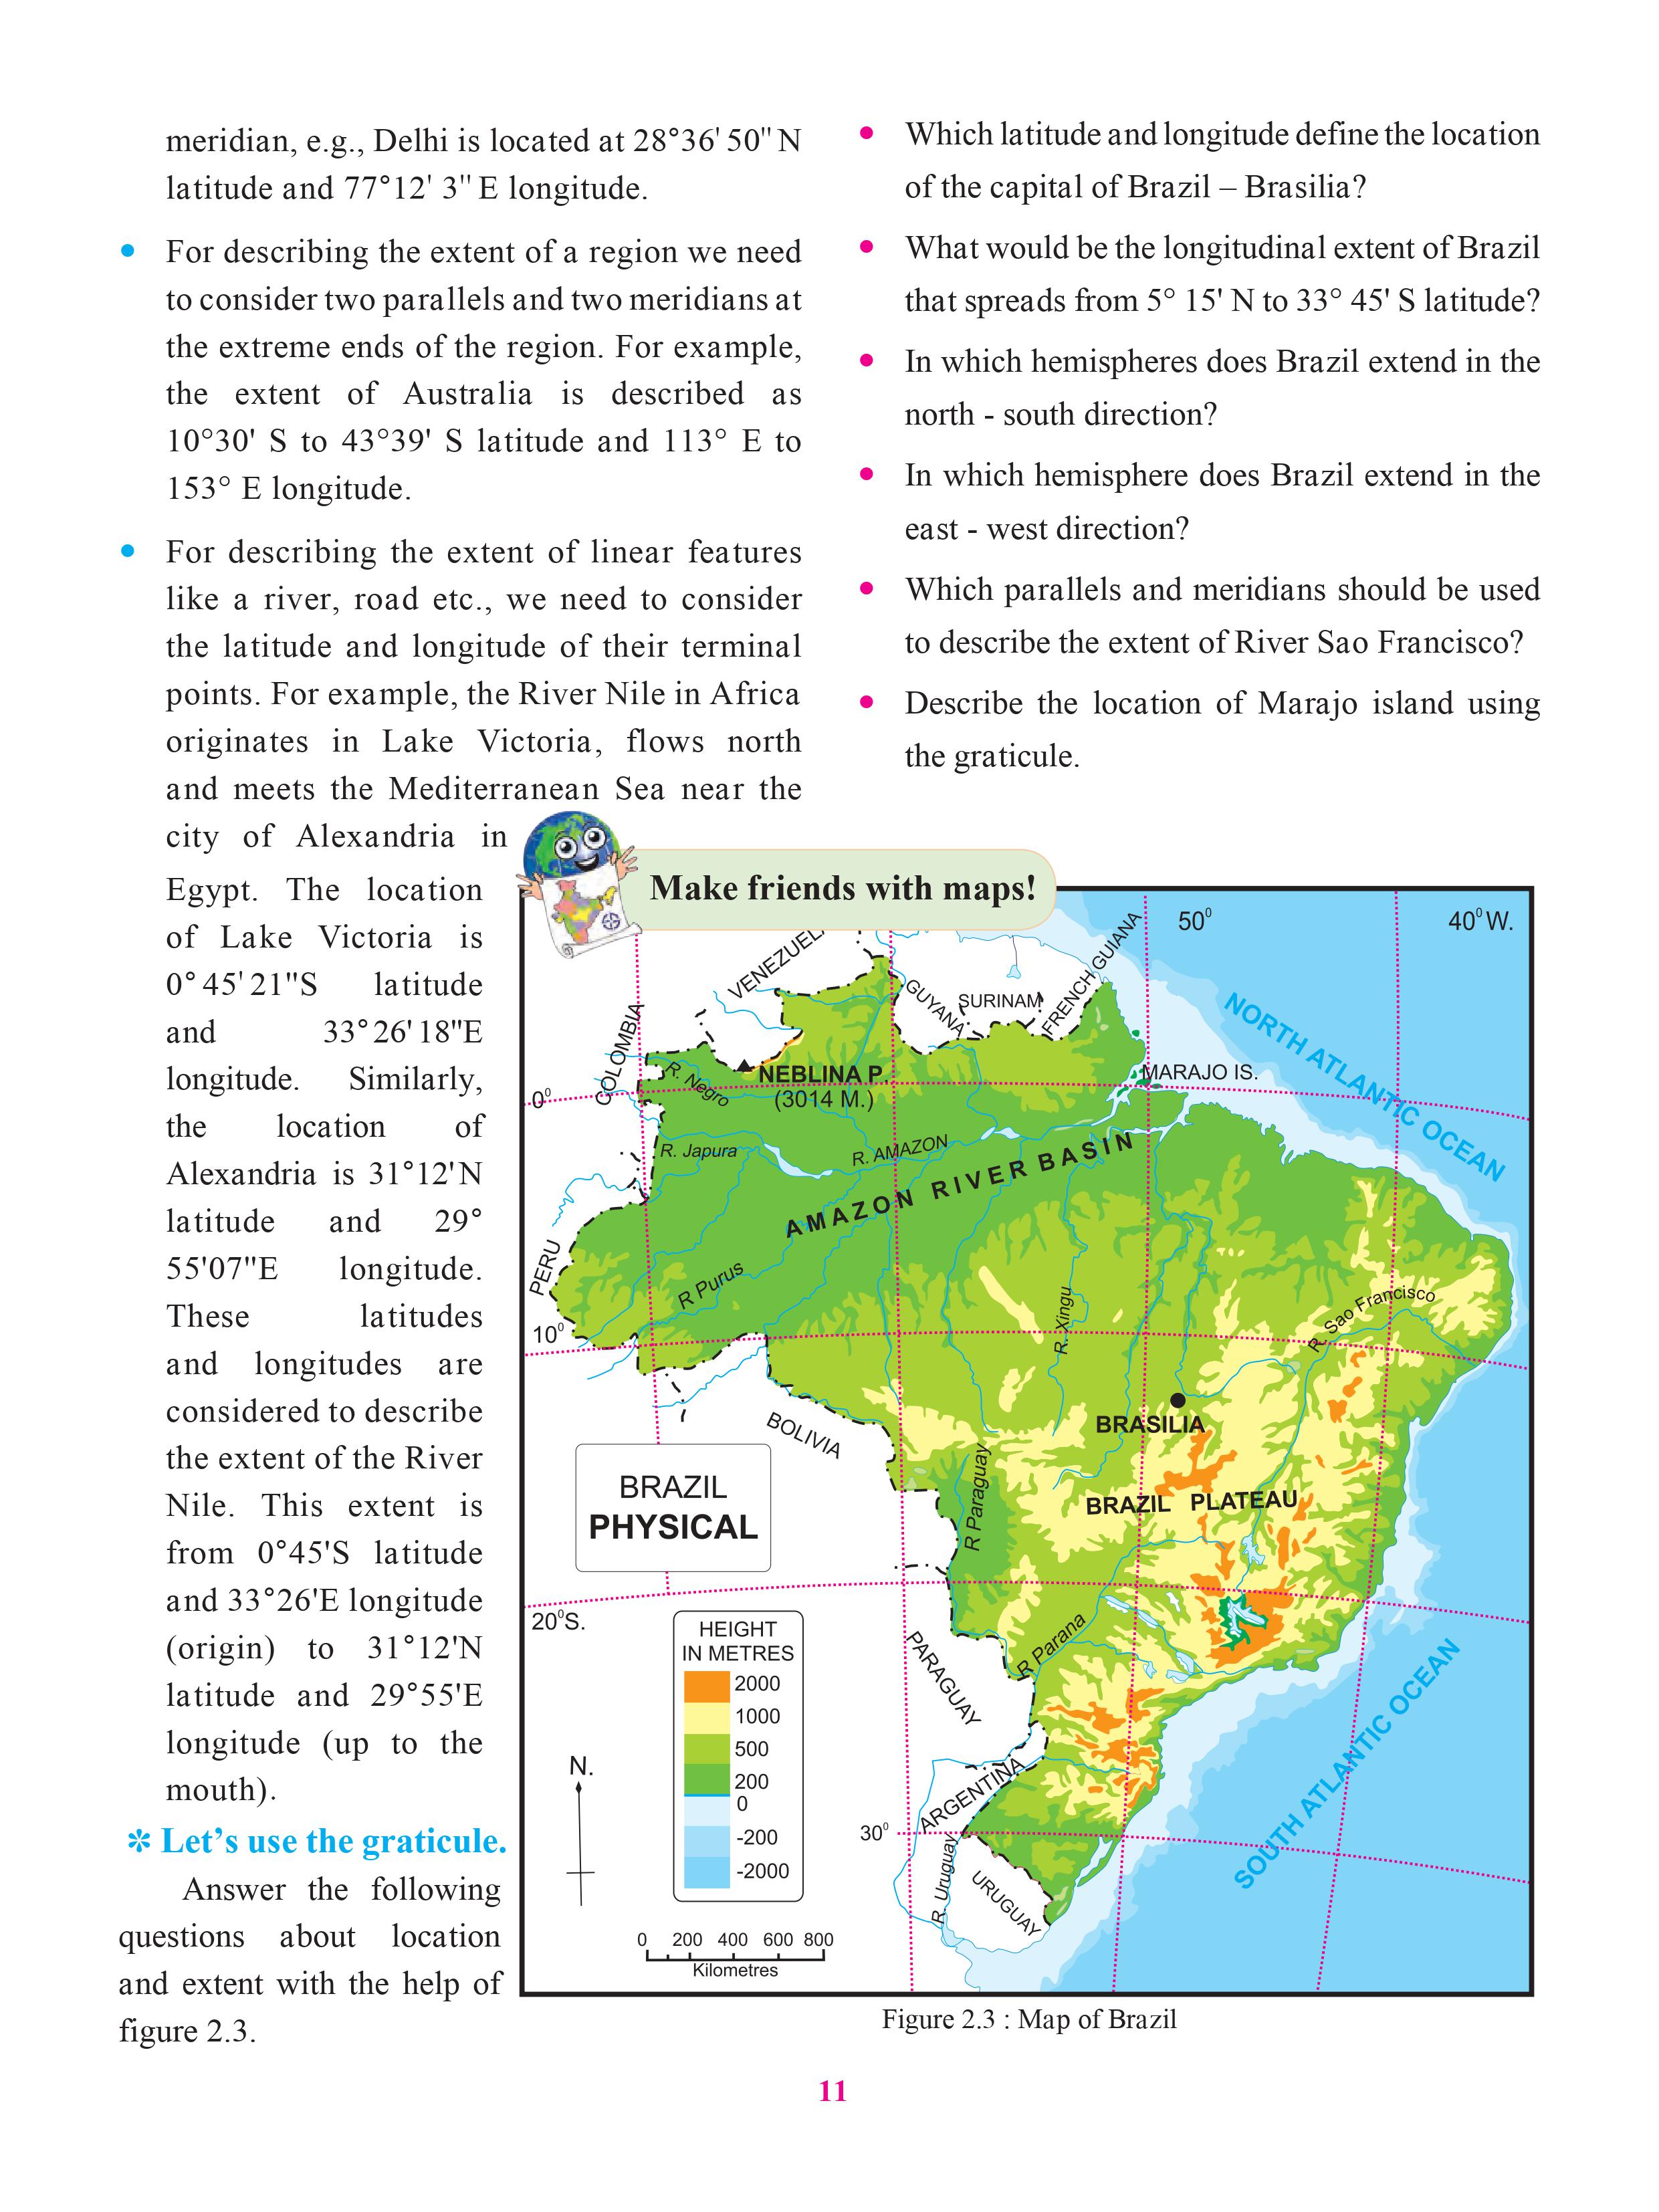 meridian, e.g., Delhi is located at 28°36' 50" N
latitude and 77°12' 3" E longitude.
• For describing the extent of a region we need
to consider two parallels and two meridians at
the extreme ends of the region. For example,
the extent of Australia is described as
10°30' S to 43°39' S latitude and 113° E to
153° E longitude.
• For describing the extent of linear features
like a river, road etc., we need to consider
the latitude and longitude of their terminal
points. For example, the River Nile in Africa
originates in Lake Victoria, flows north
and meets the Mediterranean Sea near the
city of Alexandria in
Egypt. The location
of Lake Victoria is
0° 45' 21"S latitude
and 33° 26' 18"E
longitude. Similarly,
the location of
Alexandria is 31°12'N
latitude and 29°
55'07"E longitude.
These latitudes
and longitudes are
considered to describe
the extent of the River
Nile. This extent is
from 0°45'S latitude
and 33°26'E longitude
(origin) to 31°12'N
latitude and 29°55'E
longitude (up to the
mouth).
✽ Let's use the graticule.
Answer the following
questions about location
and extent with the help of
figure 2.3.
• Which latitude and longitude define the location
of the capital of Brazil – Brasilia?
• What would be the longitudinal extent of Brazil
that spreads from 5° 15' N to 33° 45' S latitude?
• In which hemispheres does Brazil extend in the
north - south direction?
• In which hemisphere does Brazil extend in the
east - west direction?
• Which parallels and meridians should be used
to describe the extent of River Sao Francisco?
• Describe the location of Marajo island using
the graticule.
Make friends with maps!
50°
40° W.
VENEZUEL
GUYANA
SURINAM
FRENCH GUIANA
COLOMBIA
NORTH ATLANTIC OCEAN
R. Negro
NEBLINA P.
(3014 M.)
MARAJO IS.
0°
R. Japura
R. AMAZON
AMAZON RIVER BASIN
PERU
R Purus
R. Xingu
R. Sao Francisco
10°
BRASILIA
BOLIVIA
R Paraguay
BRAZIL PLATEAU
BRAZIL
PHYSICAL
20°S.
R Parana
PARAGUAY
HEIGHT
IN METRES
2000
1000
500
200
0
-200
-2000
N.
ARGENTINA
SOUTH ATLANTIC OCEAN
30°
R. Uruguay
URUGUAY
0 200 400 600 800
Kilometres
Figure 2.3 : Map of Brazil
11